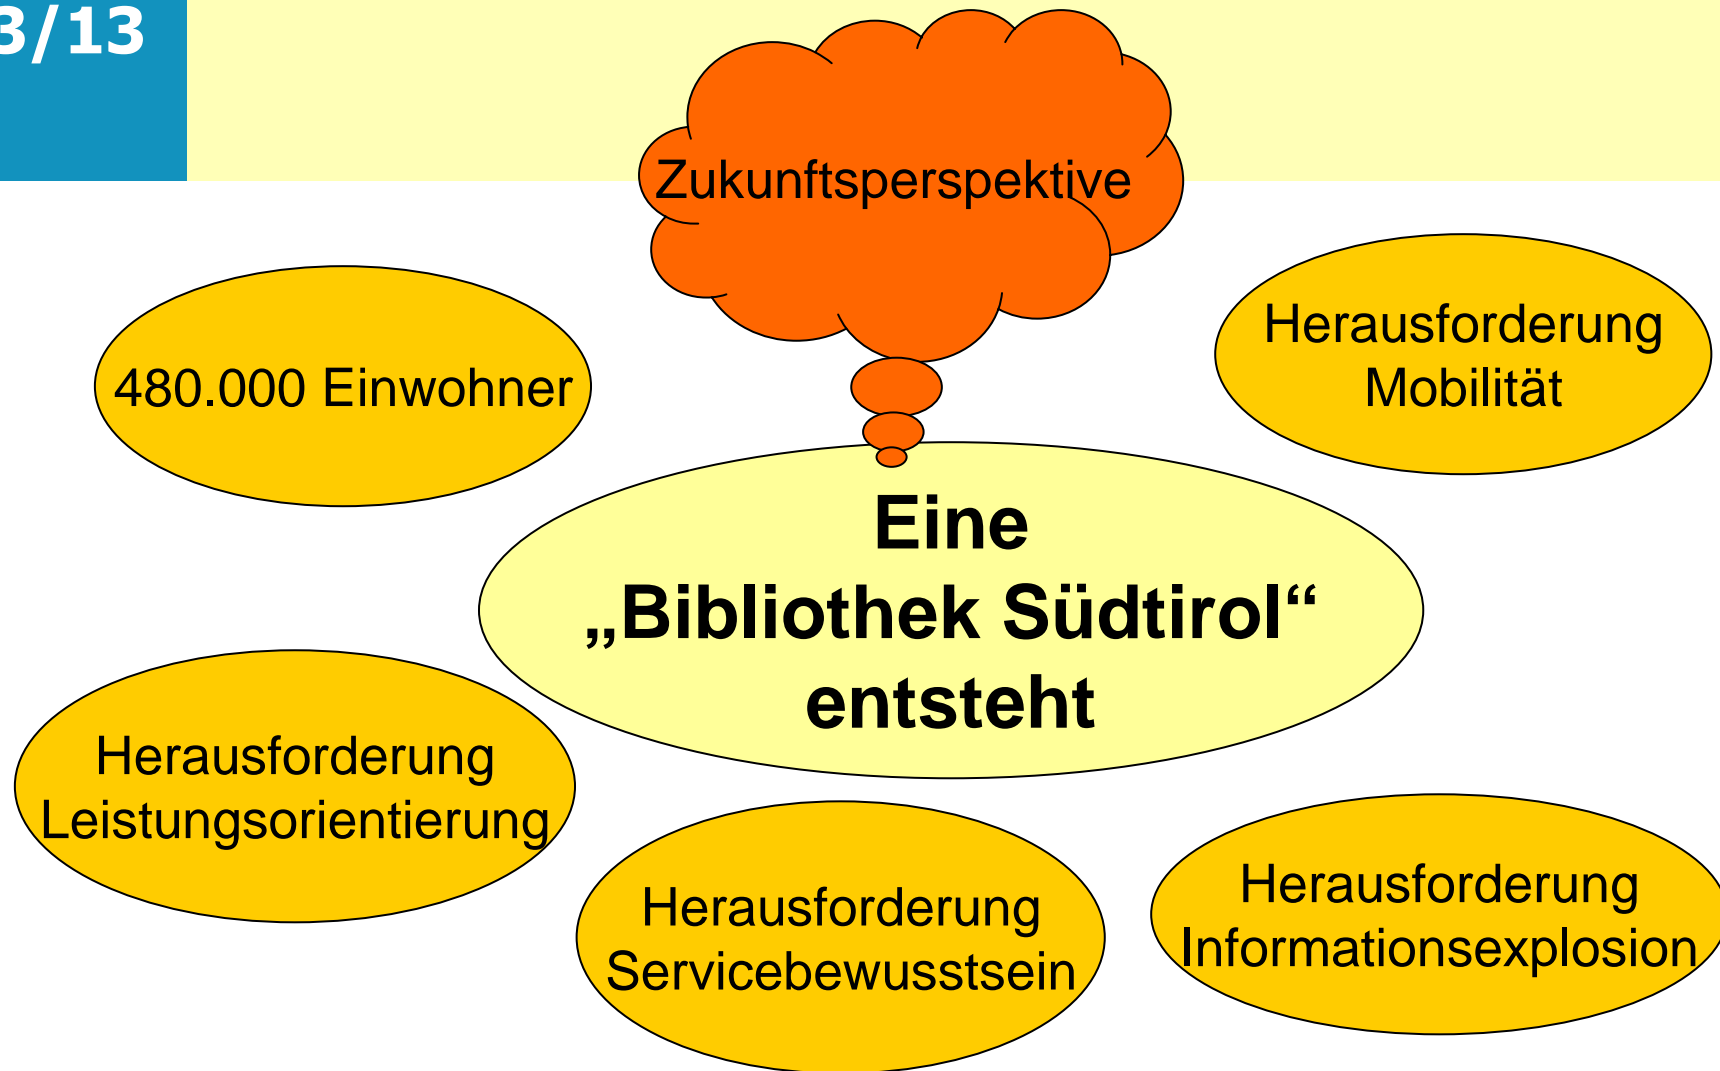 3/13
Zukunftsperspektive
480.000 Einwohner
Herausforderung
Mobilität
Eine
„Bibliothek Südtirol“
entsteht
Herausforderung
Leistungsorientierung
Herausforderung
Servicebewusstsein
Herausforderung
Informationsexplosion